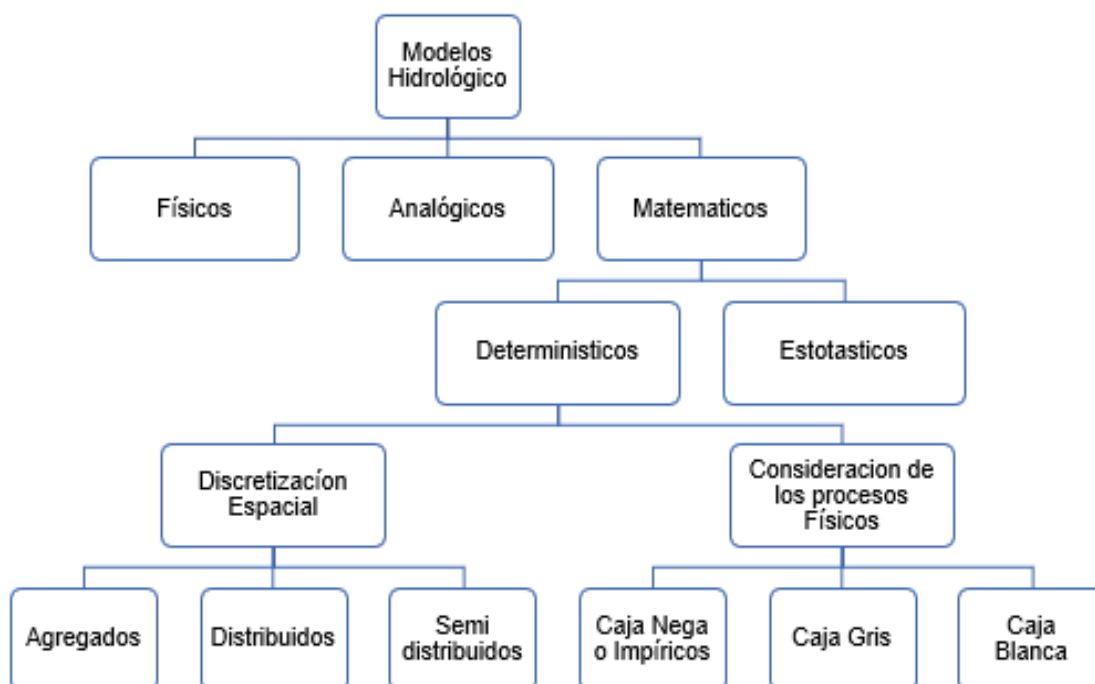 Modelos
Hidrológico
Físicos
Analógicos
Matematicos
Deterministicos
Estotasticos
Discretizacíon
Espacial
Consideracion de
los procesos
Físicos
Agregados
Distribuidos
Semi
distribuidos
Caja Nega
o Impíricos
Caja Gris
Caja
Blanca